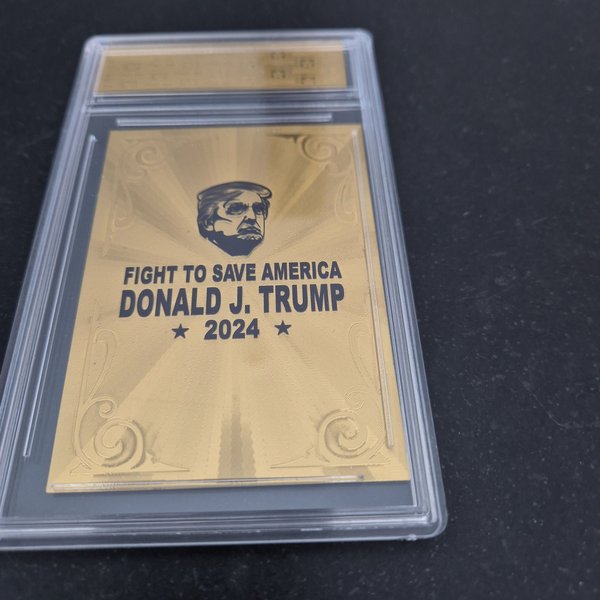 FIGHT TO SAVE AMERICA
DONALD J. TRUMP
★ 2024 ★